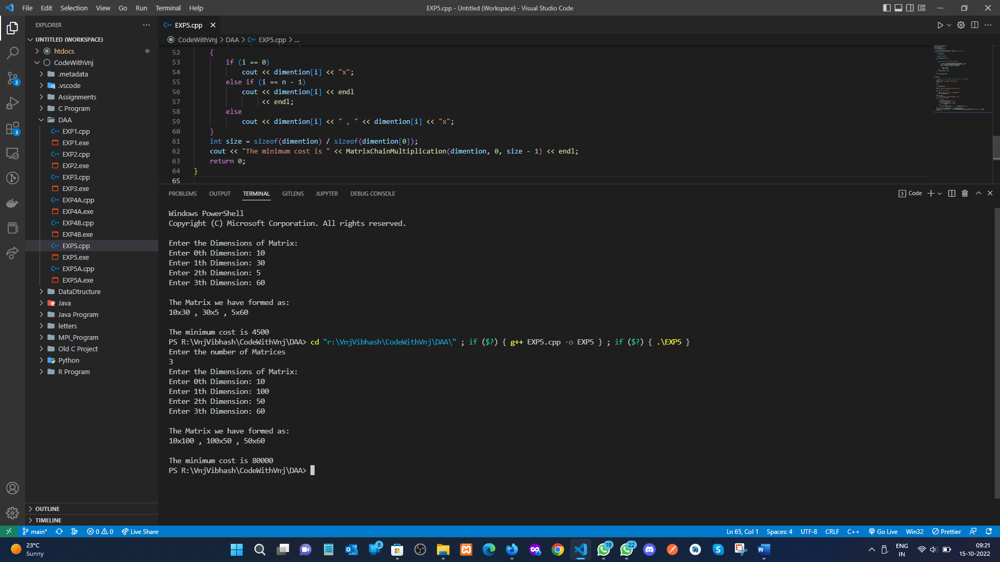 File Edit Selection View Go Run Terminal Help
EXP5.cpp - Untitled (Workspace) - Visual Studio Code
EXPLORER
UNTITLED (WORKSPACE)
htdocs
CodeWithVnj
.metadata
.vscode
Assignments
C Program
DAA
EXP1.cpp
EXP1.exe
EXP2.cpp
EXP2.exe
EXP3.cpp
EXP3.exe
EXP4A.cpp
EXP4A.exe
EXP4B.cpp
EXP4B.exe
EXP5.cpp
EXP5.exe
EXP5A.cpp
EXP5A.exe
DataDtructure
Java
Java Program
letters
MPI_Program
Old C Project
Python
R Program
OUTLINE
TIMELINE
2
3
EXP5.cpp
CodeWithVnj > DAA > EXP5.cpp > ...
52 {
53 if (i == 0)
54 cout << dimention[i] << "x";
55 else if (i == n - 1)
56 cout << dimention[i] << endl
57 << endl;
58 else
59 cout << dimention[i] << " , " << dimention[i] << "x";
60 }
61 int size = sizeof(dimention) / sizeof(dimention[0]);
62 cout << "The minimum cost is " << MatrixChainMultiplication(dimention, 0, size - 1) << endl;
63 return 0;
64 }
65
PROBLEMS OUTPUT TERMINAL GITLENS JUPYTER DEBUG CONSOLE
Code
Windows PowerShell
Copyright (C) Microsoft Corporation. All rights reserved.
Enter the Dimensions of Matrix:
Enter 0th Dimension: 10
Enter 1th Dimension: 30
Enter 2th Dimension: 5
Enter 3th Dimension: 60
The Matrix we have formed as:
10x30 , 30x5 , 5x60
The minimum cost is 4500
PS R:\VnjVibhash\CodeWithVnj\DAA> cd "r:\VnjVibhash\CodeWithVnj\DAA\" ; if ($?) { g++ EXP5.cpp -o EXP5 } ; if ($?) { .\EXP5 }
Enter the number of Matrices
3
Enter the Dimensions of Matrix:
Enter 0th Dimension: 10
Enter 1th Dimension: 100
Enter 2th Dimension: 50
Enter 3th Dimension: 60
The Matrix we have formed as:
10x100 , 100x50 , 50x60
The minimum cost is 80000
PS R:\VnjVibhash\CodeWithVnj\DAA>
main* 0 0 Live Share
Ln 65, Col 1 Spaces: 4 UTF-8 CRLF C++ Go Live Win32 Prettier
23°C
Sunny
8
19
22
ENG
IN
09:21
15-10-2022